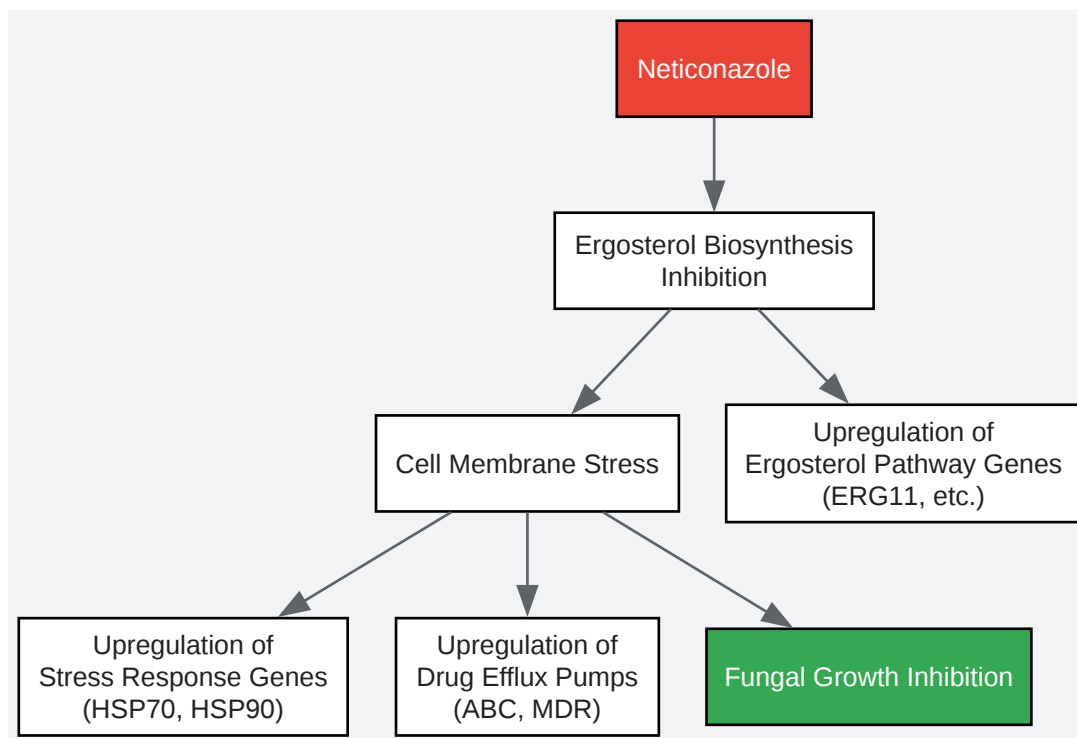 Neticonazole
Ergosterol Biosynthesis
Inhibition
Cell Membrane Stress
Upregulation of
Ergosterol Pathway Genes
(ERG11, etc.)
Upregulation of
Stress Response Genes
(HSP70, HSP90)
Upregulation of
Drug Efflux Pumps
(ABC, MDR)
Fungal Growth Inhibition